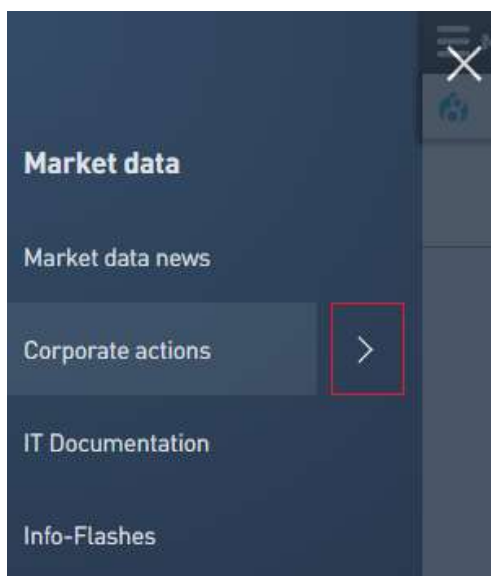 Market data
Market data news
Corporate actions
IT Documentation
Info-Flashes